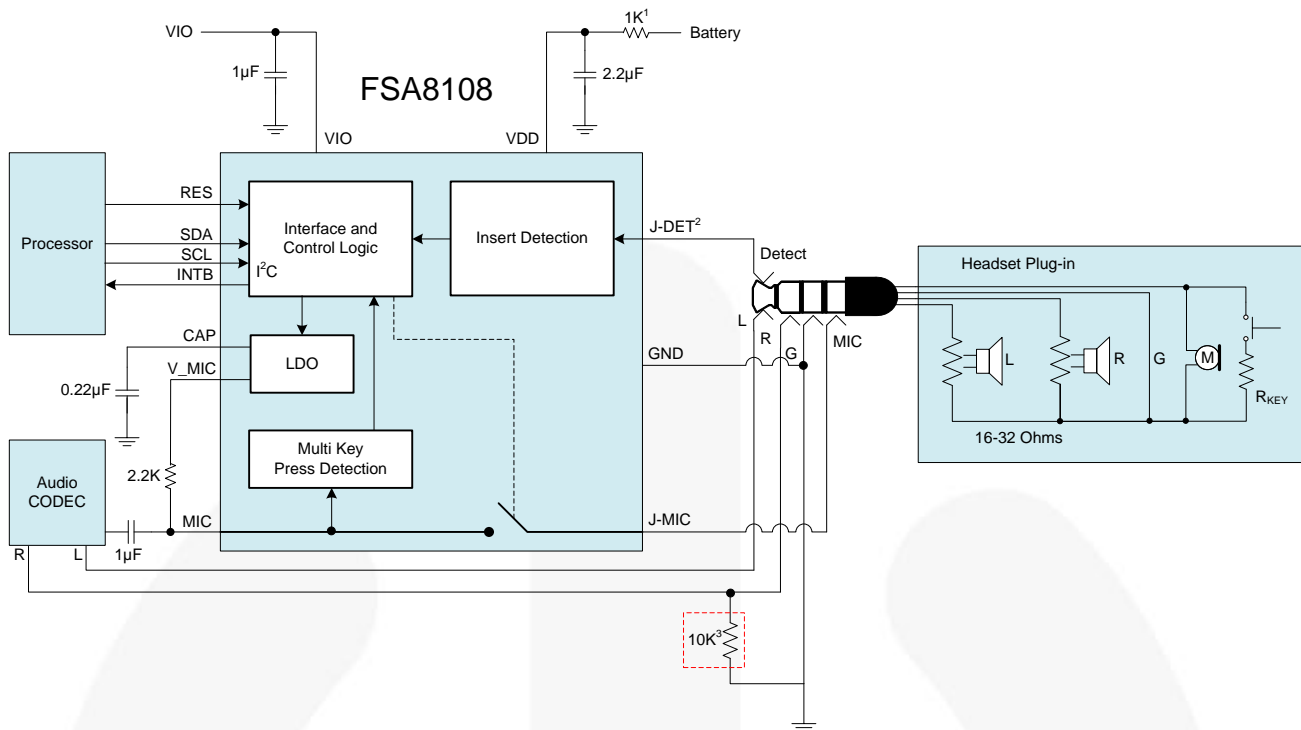 VIO
1K¹
Battery
1µF
2.2µF
FSA8108
VIO
VDD
Processor
RES
SDA
SCL
INTB
Interface and
Control Logic
I²C
Insert Detection
J-DET²
Detect
Headset Plug-in
L
R
G
MIC
CAP
V_MIC
LDO
GND
0.22µF
L
R
G
M
RKEY
16-32 Ohms
Multi Key
Press Detection
2.2K
Audio
CODEC
MIC
J-MIC
1µF
R
L
10K³